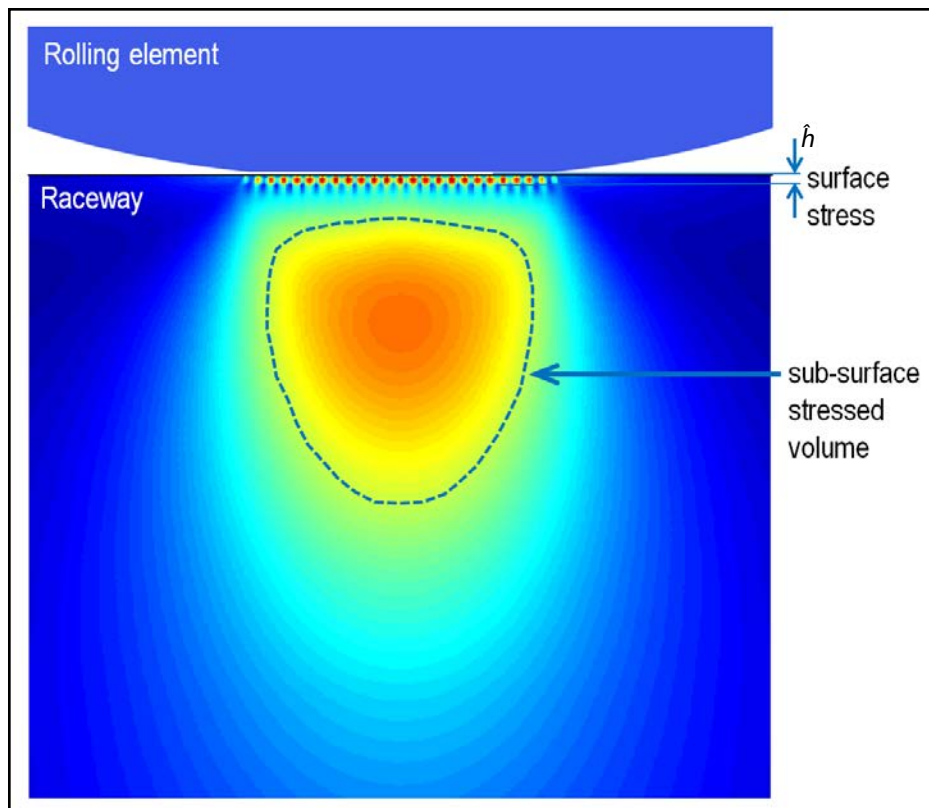 Rolling element
ĥ
surface
stress
Raceway
sub-surface
stressed
volume